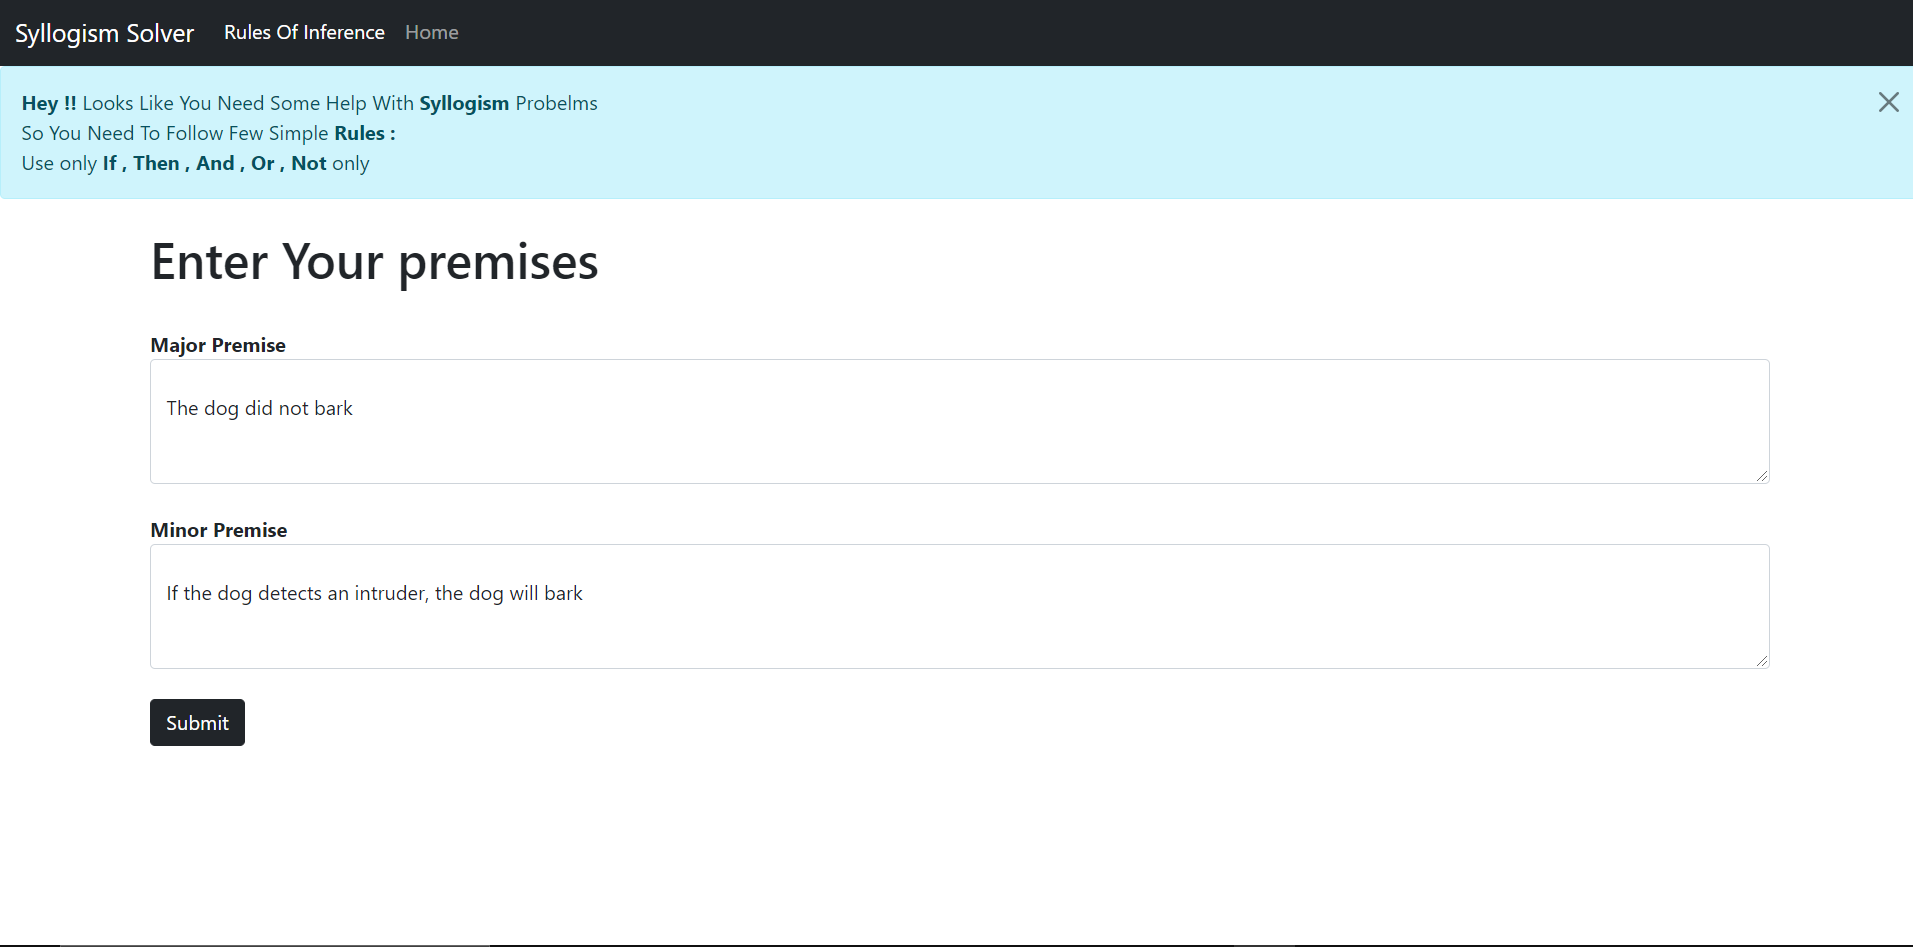 Syllogism Solver Rules Of Inference Home
Hey !! Looks Like You Need Some Help With Syllogism Probelms
So You Need To Follow Few Simple Rules :
Use only If , Then , And , Or , Not only
Enter Your premises
Major Premise
The dog did not bark
Minor Premise
If the dog detects an intruder, the dog will bark
Submit